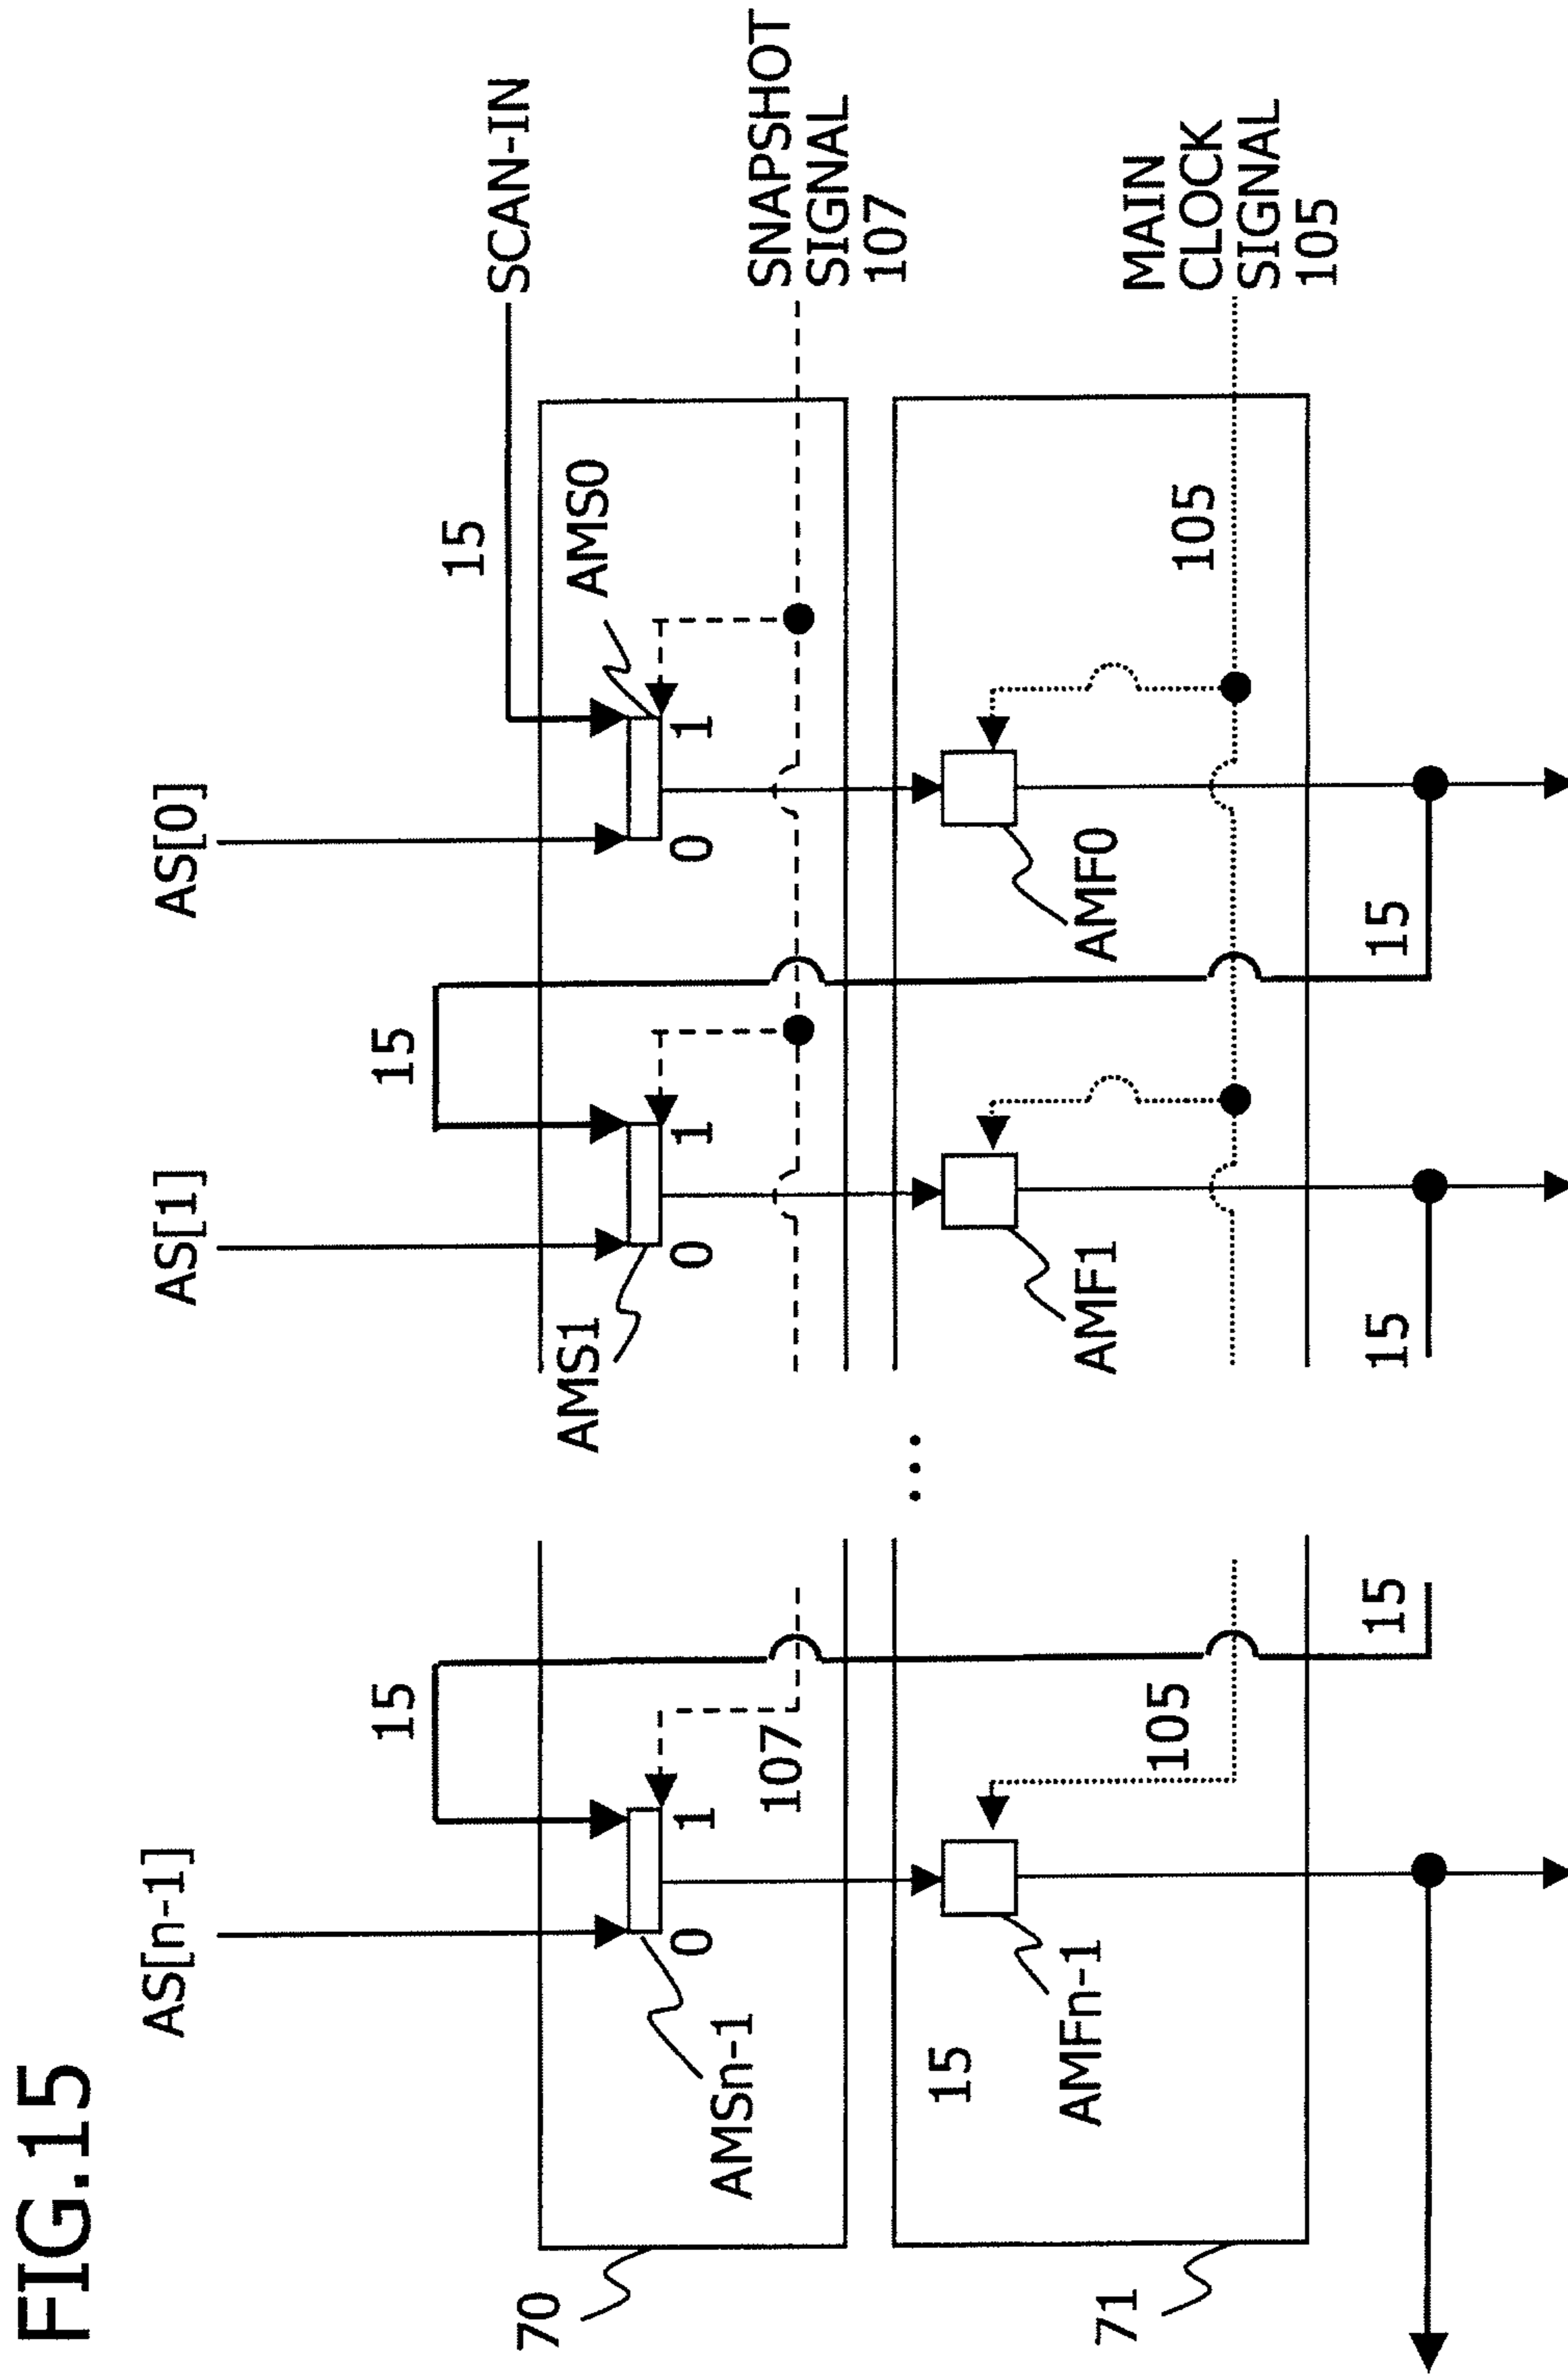 FIG.15
AS[n-1]
AS[1]
AS[0]
SCAN-IN
15
15
15
AMS0
AMS1
AMSn-1
0
1
0
1
0
1
70
107
SNAPSHOT
SIGNAL
107
15
AMFn-1
AMF1
AMF0
105
105
MAIN
CLOCK
SIGNAL
105
71
15
15
15
...